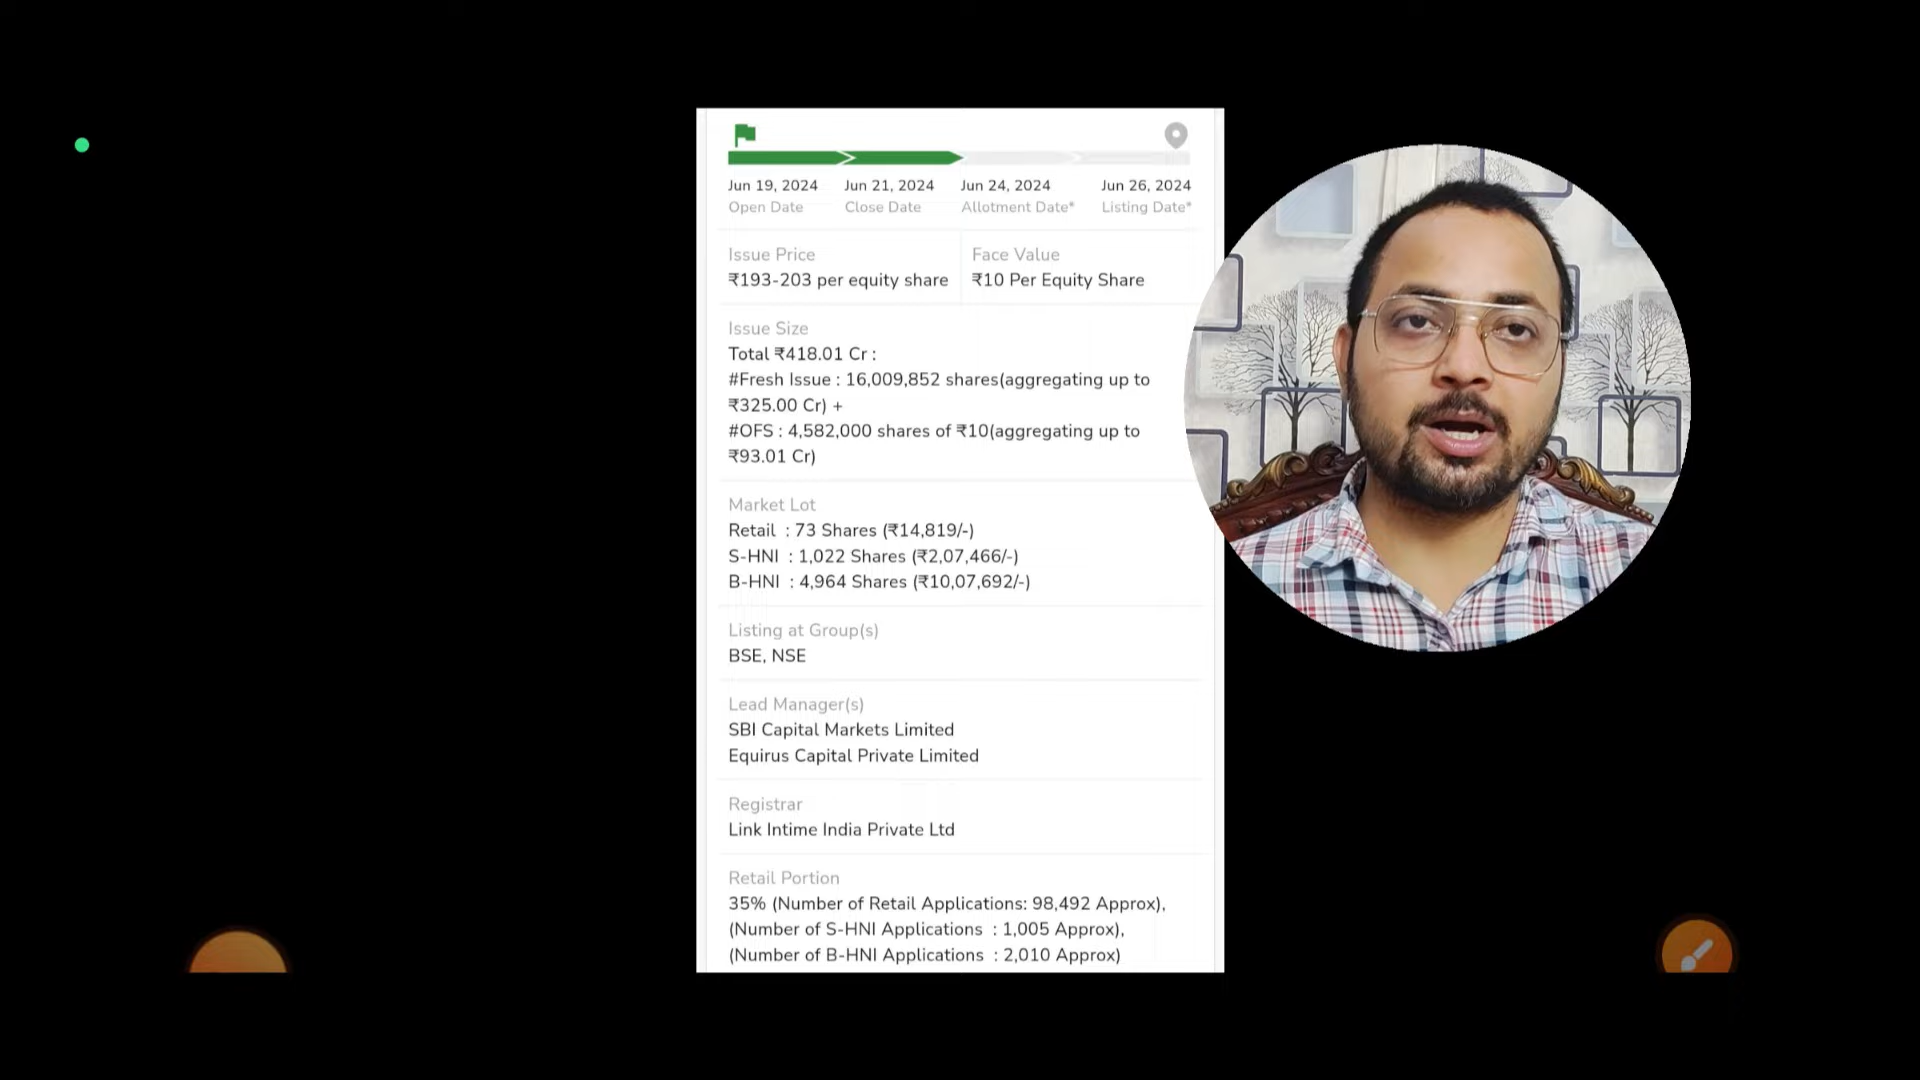 Jun 19, 2024 Jun 21, 2024 Jun 24, 2024 Jun 26, 2024
Open Date Close Date Allotment Date* Listing Date*
Issue Price Face Value
₹193-203 per equity share ₹10 Per Equity Share
Issue Size
Total ₹418.01 Cr :
#Fresh Issue : 16,009,852 shares(aggregating up to
₹325.00 Cr) +
#OFS : 4,582,000 shares of ₹10(aggregating up to
₹93.01 Cr)
Market Lot
Retail : 73 Shares (₹14,819/-)
S-HNI : 1,022 Shares (₹2,07,466/-)
B-HNI : 4,964 Shares (₹10,07,692/-)
Listing at Group(s)
BSE, NSE
Lead Manager(s)
SBI Capital Markets Limited
Equirus Capital Private Limited
Registrar
Link Intime India Private Ltd
Retail Portion
35% (Number of Retail Applications: 98,492 Approx),
(Number of S-HNI Applications : 1,005 Approx),
(Number of B-HNI Applications : 2,010 Approx)